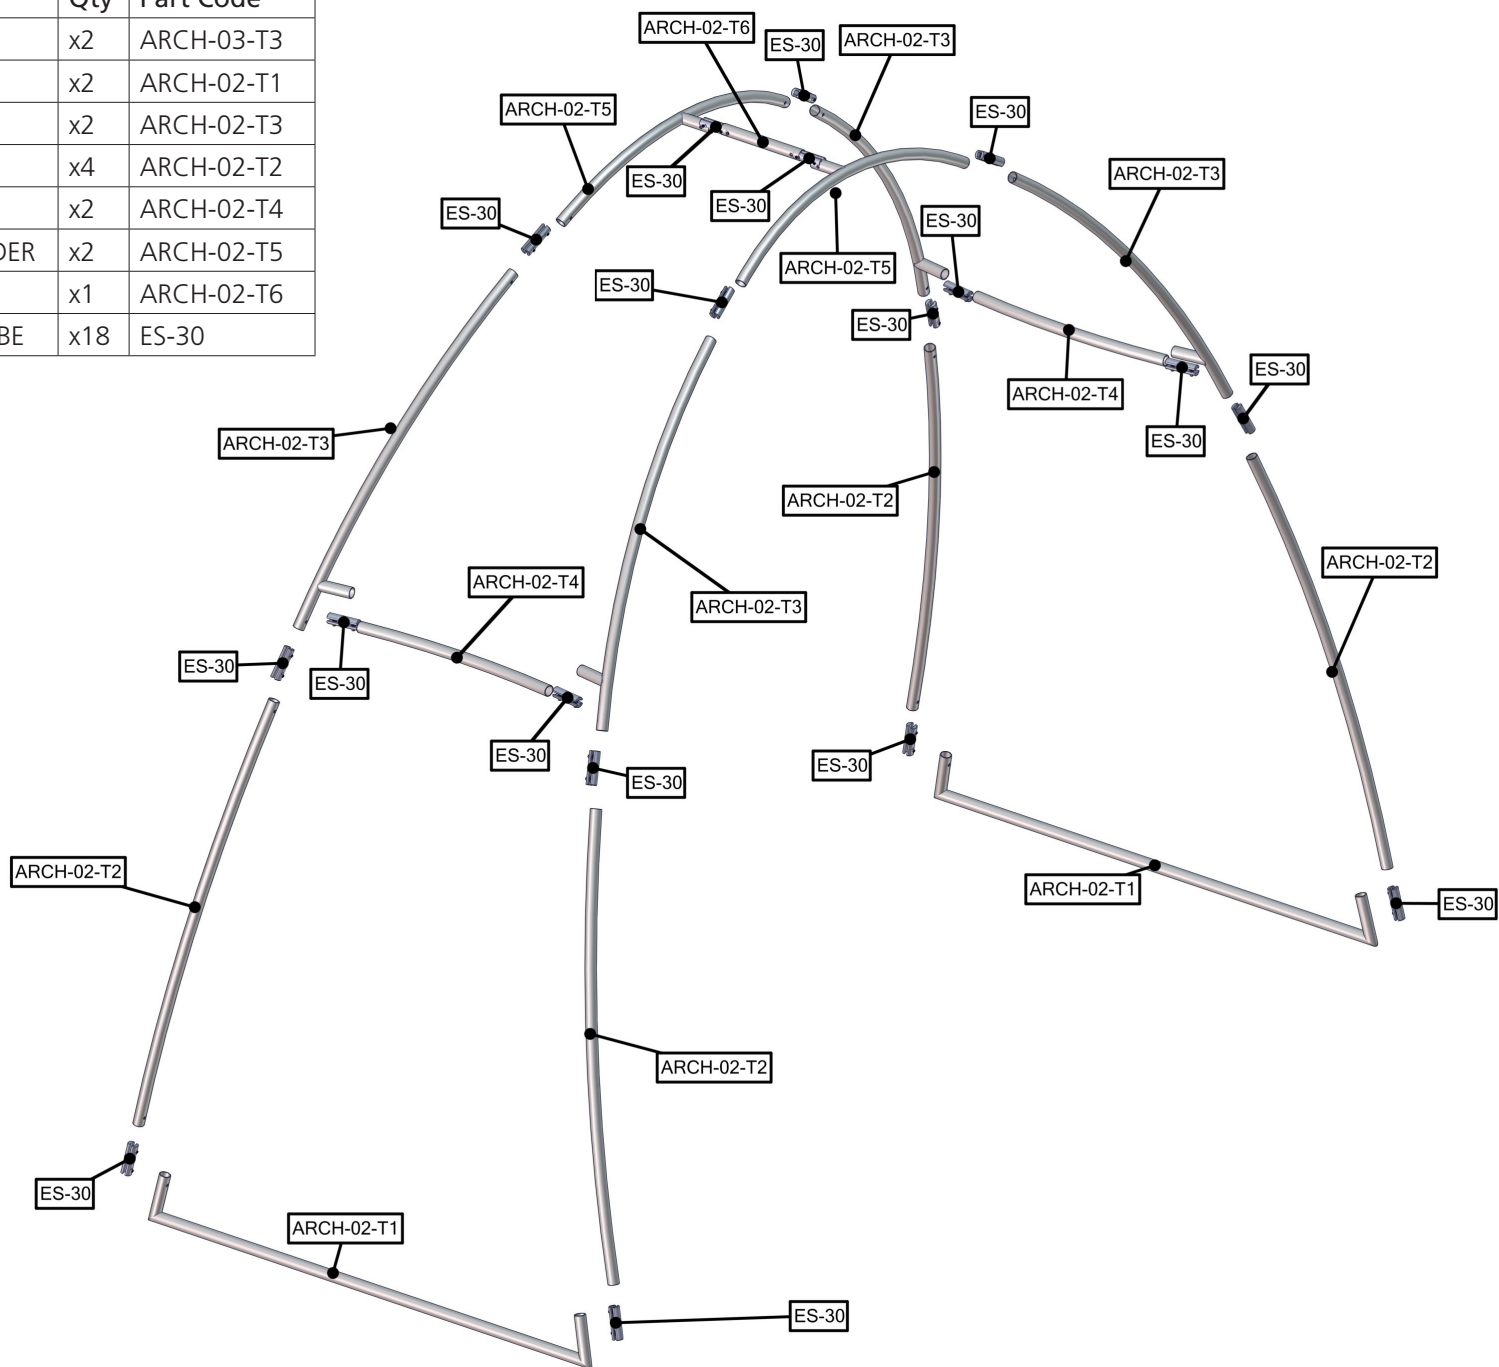 Qty Part Code
x2 ARCH-03-T3
x2 ARCH-02-T1
x2 ARCH-02-T3
x4 ARCH-02-T2
x2 ARCH-02-T4
x2 ARCH-02-T5
x1 ARCH-02-T6
x18 ES-30
ARCH-02-T6
ES-30
ARCH-02-T3
ARCH-02-T5
ES-30
ES-30
ARCH-02-T3
ES-30
ES-30
ES-30
ARCH-02-T5
ES-30
ES-30
ARCH-02-T4
ES-30
ES-30
ARCH-02-T3
ARCH-02-T2
ARCH-02-T2
ARCH-02-T4
ARCH-02-T3
ES-30
ES-30
ES-30
ES-30
ES-30
ARCH-02-T2
ARCH-02-T1
ES-30
ARCH-02-T2
ES-30
ARCH-02-T1
ES-30